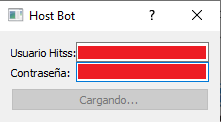 Host Bot ?
Usuario Hitss:
Contraseña:
Cargando...